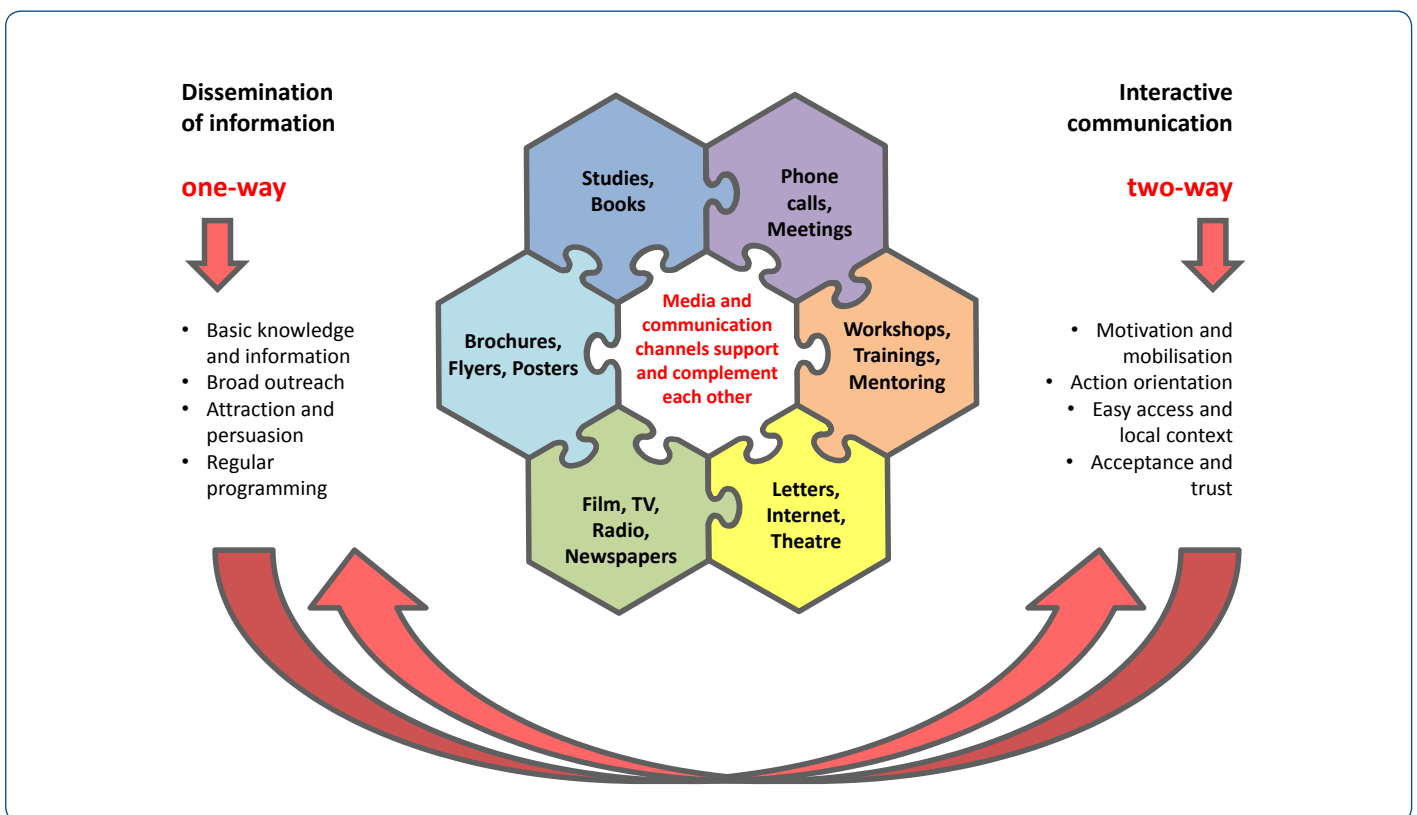 Dissemination
of information
one-way
• Basic knowledge
and information
• Broad outreach
• Attraction and
persuasion
• Regular
programming
Studies,
Books
Phone
calls,
Meetings
Brochures,
Flyers, Posters
Media and
communication
channels support
and complement
each other
Workshops,
Trainings,
Mentoring
Film, TV,
Radio,
Newspapers
Letters,
Internet,
Theatre
Interactive
communication
two-way
• Motivation and
mobilisation
• Action orientation
• Easy access and
local context
• Acceptance and
trust